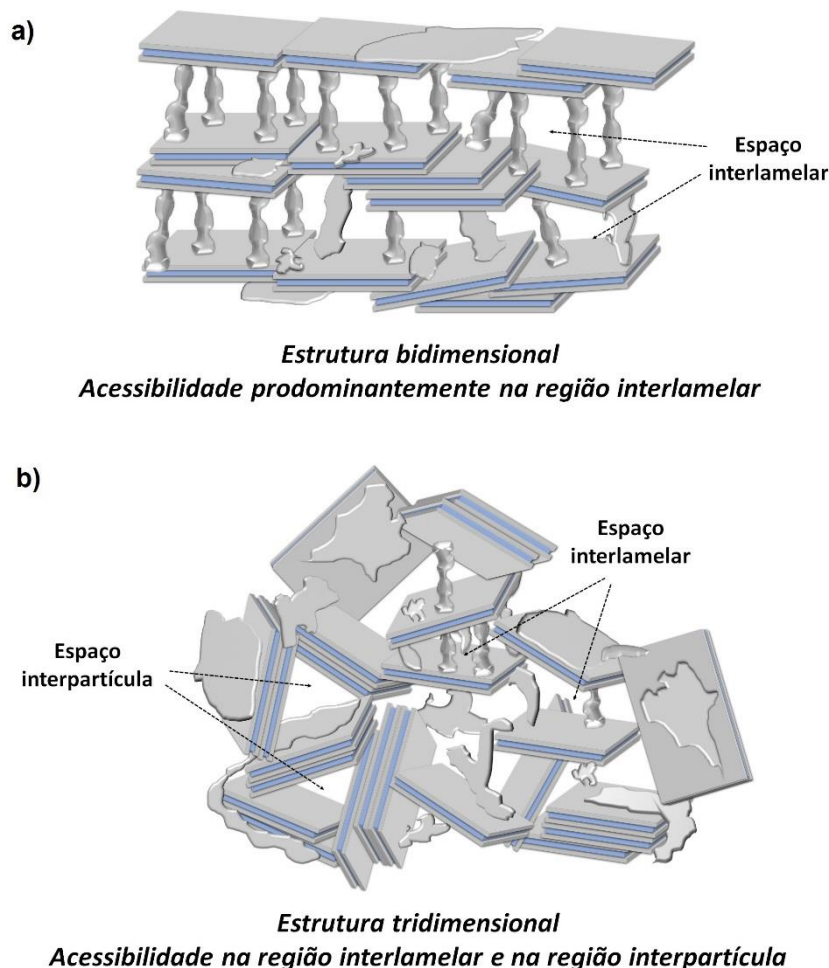 a)
Espaço
interlamelar
Estrutura bidimensional
Acessibilidade prodominantemente na região interlamelar
b)
Espaço
interlamelar
Espaço
interpartícula
Estrutura tridimensional
Acessibilidade na região interlamelar e na região interpartícula